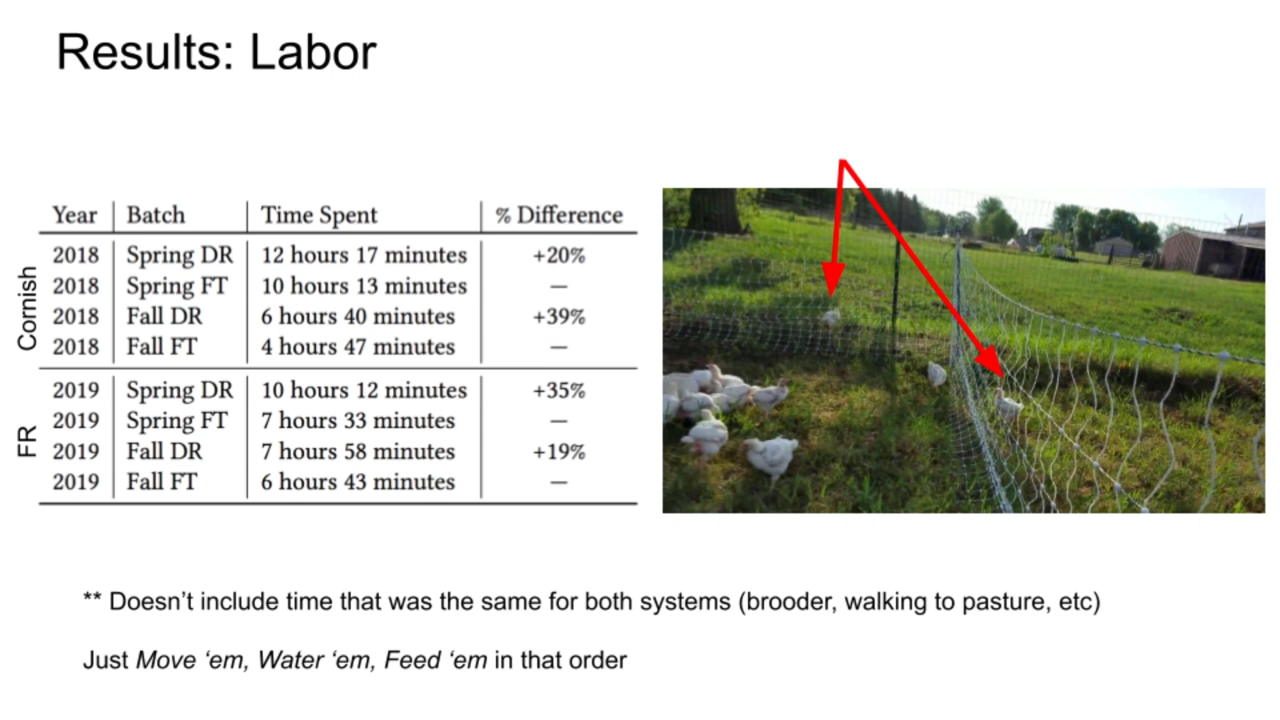 Results: Labor
Year Batch Time Spent % Difference
Cornish
2018 Spring DR 12 hours 17 minutes +20%
2018 Spring FT 10 hours 13 minutes —
2018 Fall DR 6 hours 40 minutes +39%
2018 Fall FT 4 hours 47 minutes —
FR
2019 Spring DR 10 hours 12 minutes +35%
2019 Spring FT 7 hours 33 minutes —
2019 Fall DR 7 hours 58 minutes +19%
2019 Fall FT 6 hours 43 minutes —
** Doesn’t include time that was the same for both systems (brooder, walking to pasture, etc)
Just Move ‘em, Water ‘em, Feed ‘em in that order